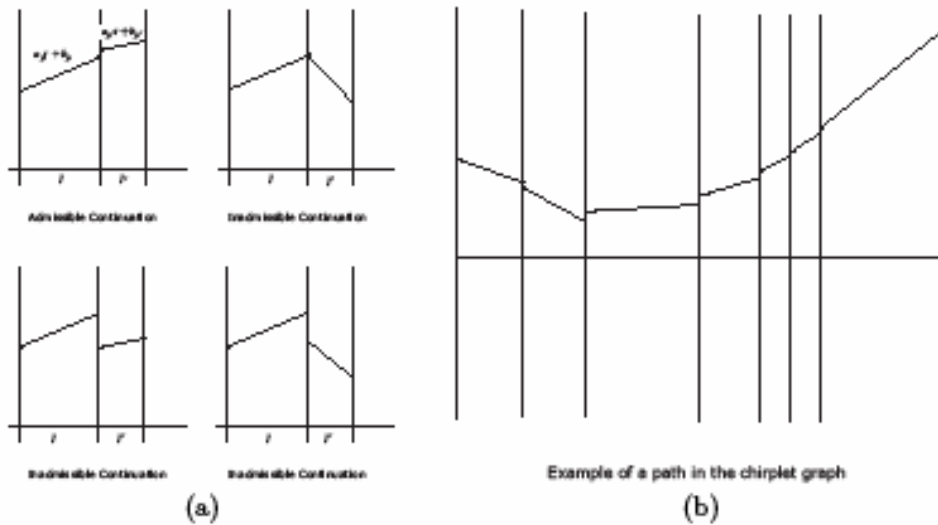 I
I'
I
I'
Admissible Continuation
Inadmissible Continuation
I
I'
I
I'
Inadmissible Continuation
Inadmissible Continuation
(a)
Example of a path in the chirplet graph
(b)